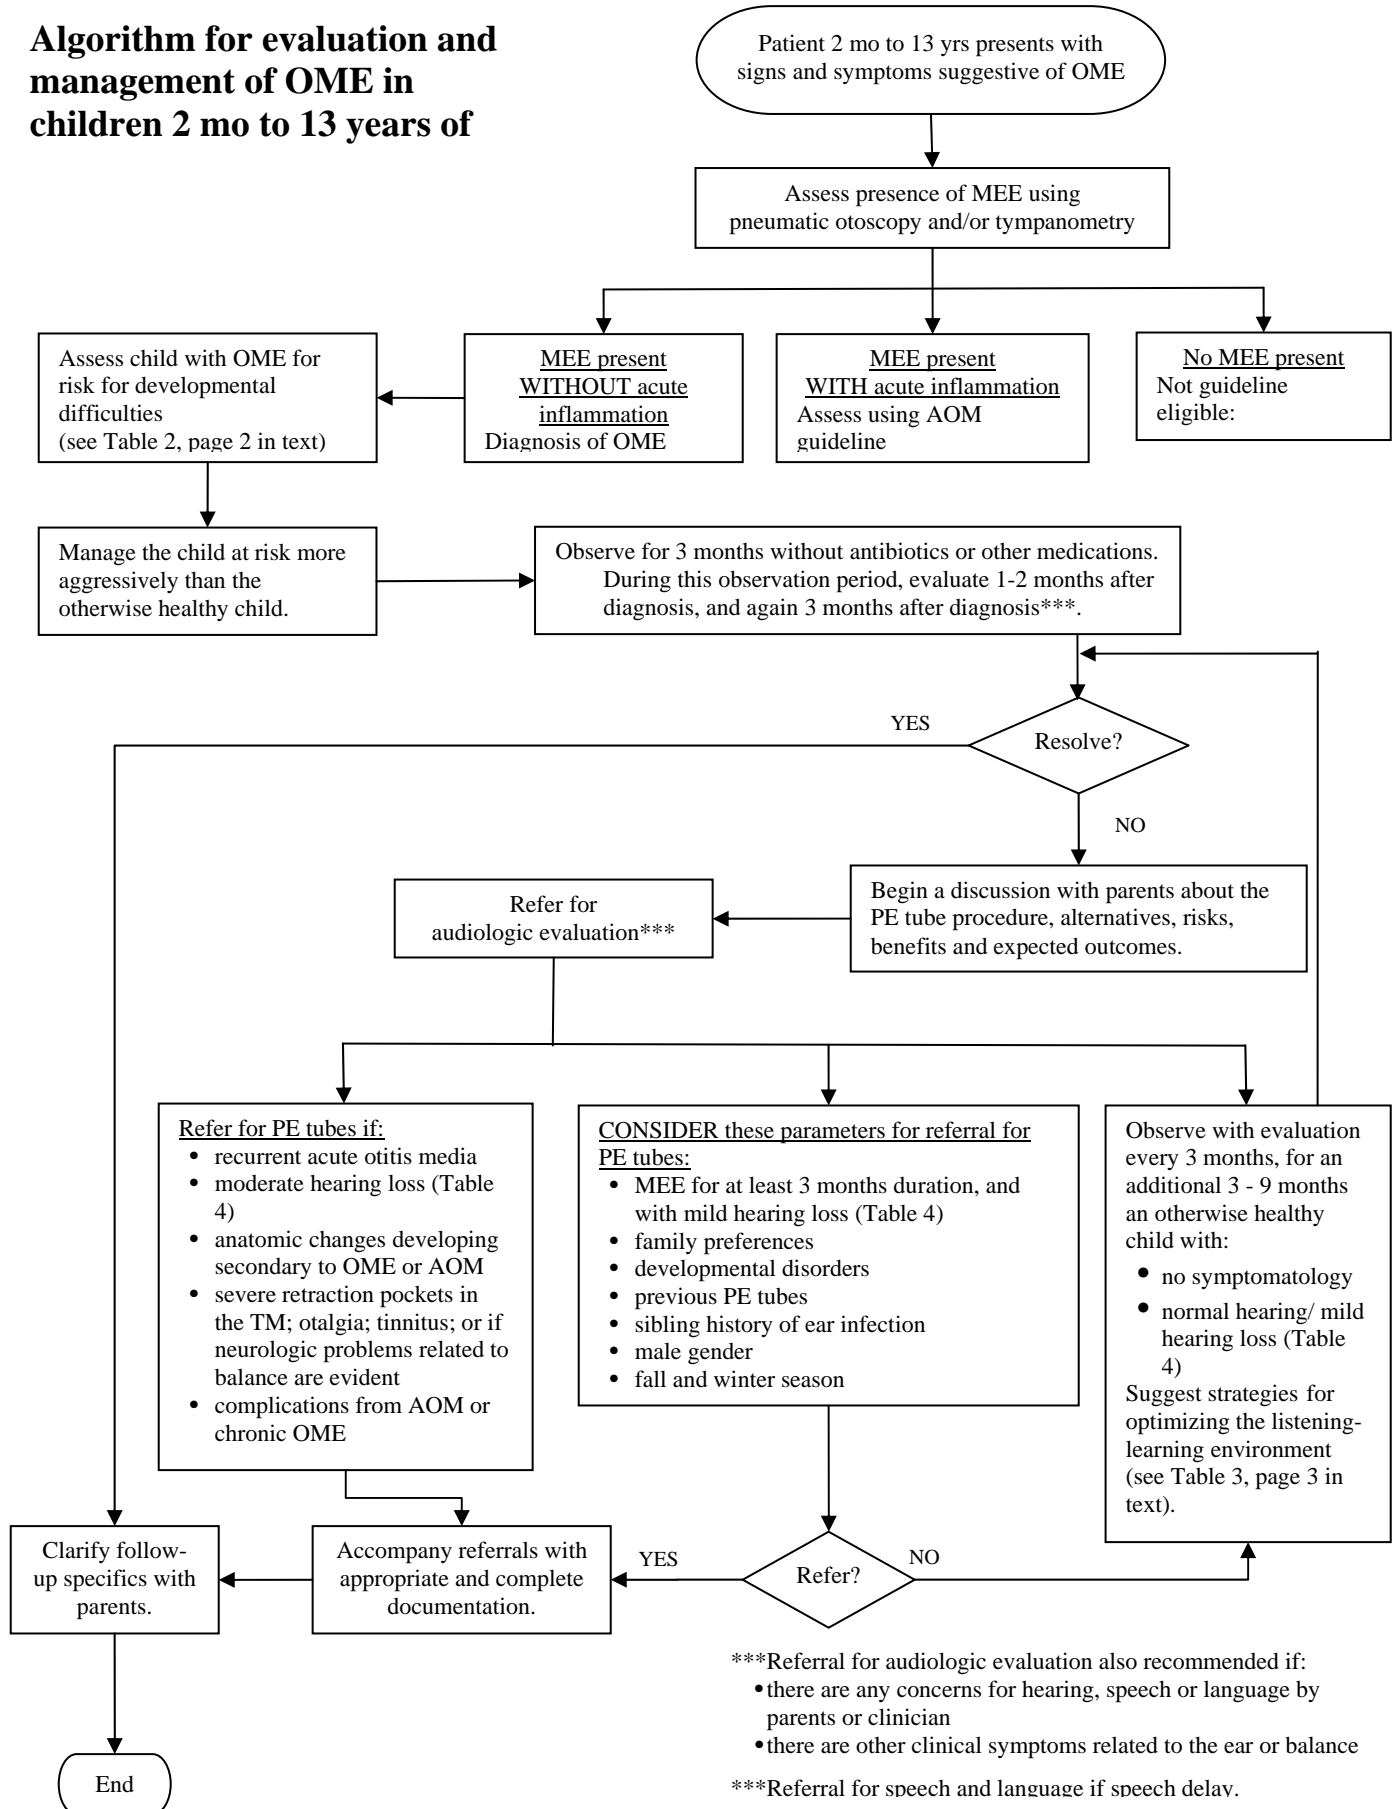 Algorithm for evaluation and
management of OME in
children 2 mo to 13 years of
Patient 2 mo to 13 yrs presents with
signs and symptoms suggestive of OME
Assess presence of MEE using
pneumatic otoscopy and/or tympanometry
Assess child with OME for
risk for developmental
difficulties
(see Table 2, page 2 in text)
MEE present
WITHOUT acute
inflammation
Diagnosis of OME
MEE present
WITH acute inflammation
Assess using AOM
guideline
No MEE present
Not guideline
eligible:
Manage the child at risk more
aggressively than the
otherwise healthy child.
Observe for 3 months without antibiotics or other medications.
During this observation period, evaluate 1-2 months after
diagnosis, and again 3 months after diagnosis***.
YES
Resolve?
NO
Begin a discussion with parents about the
PE tube procedure, alternatives, risks,
benefits and expected outcomes.
Refer for
audiologic evaluation***
Refer for PE tubes if:
• recurrent acute otitis media
• moderate hearing loss (Table
4)
• anatomic changes developing
secondary to OME or AOM
• severe retraction pockets in
the TM; otalgia; tinnitus; or if
neurologic problems related to
balance are evident
• complications from AOM or
chronic OME
CONSIDER these parameters for referral for
PE tubes:
• MEE for at least 3 months duration, and
with mild hearing loss (Table 4)
• family preferences
• developmental disorders
• previous PE tubes
• sibling history of ear infection
• male gender
• fall and winter season
Observe with evaluation
every 3 months, for an
additional 3 - 9 months
an otherwise healthy
child with:
• no symptomatology
• normal hearing/ mild
hearing loss (Table
4)
Suggest strategies for
optimizing the listening-
learning environment
(see Table 3, page 3 in
text).
Clarify follow-
up specifics with
parents.
Accompany referrals with
appropriate and complete
documentation.
YES
Refer?
NO
***Referral for audiologic evaluation also recommended if:
• there are any concerns for hearing, speech or language by
parents or clinician
• there are other clinical symptoms related to the ear or balance
***Referral for speech and language if speech delay.
End